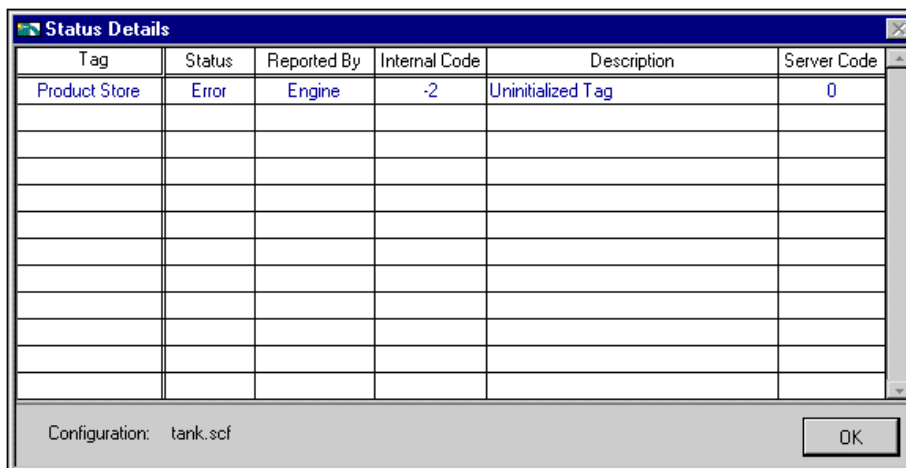 Status Details
Tag Status Reported By Internal Code Description Server Code
Product Store Error Engine -2 Uninitialized Tag 0
Configuration: tank.scf
OK